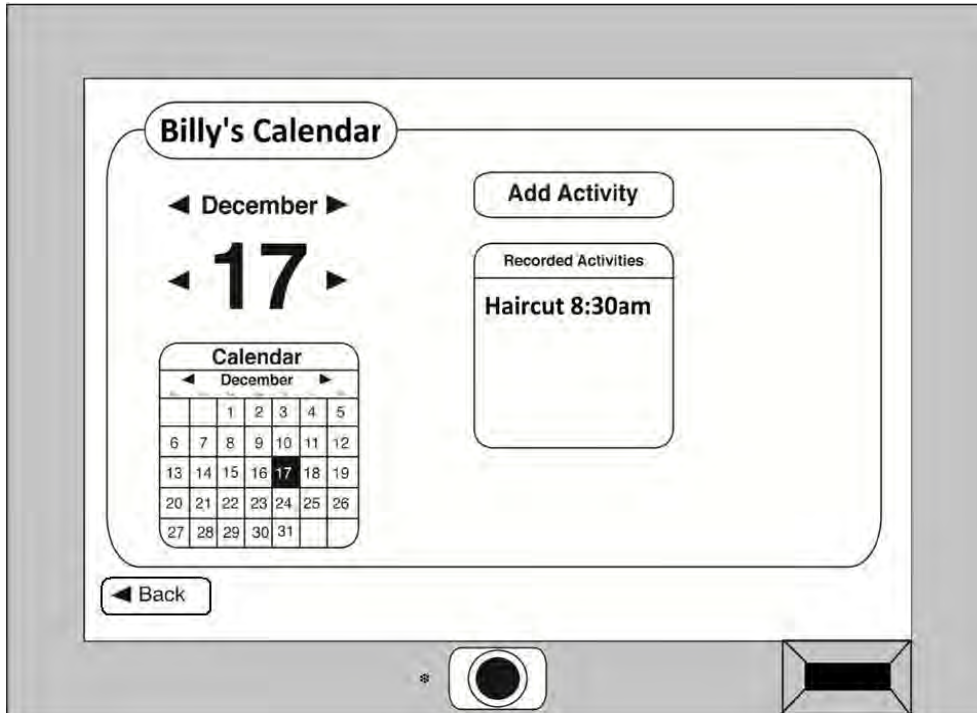 Billy's Calendar
December
17
Calendar
December
1 2 3 4 5
6 7 8 9 10 11 12
13 14 15 16 17 18 19
20 21 22 23 24 25 26
27 28 29 30 31
Add Activity
Recorded Activities
Haircut 8:30am
Back